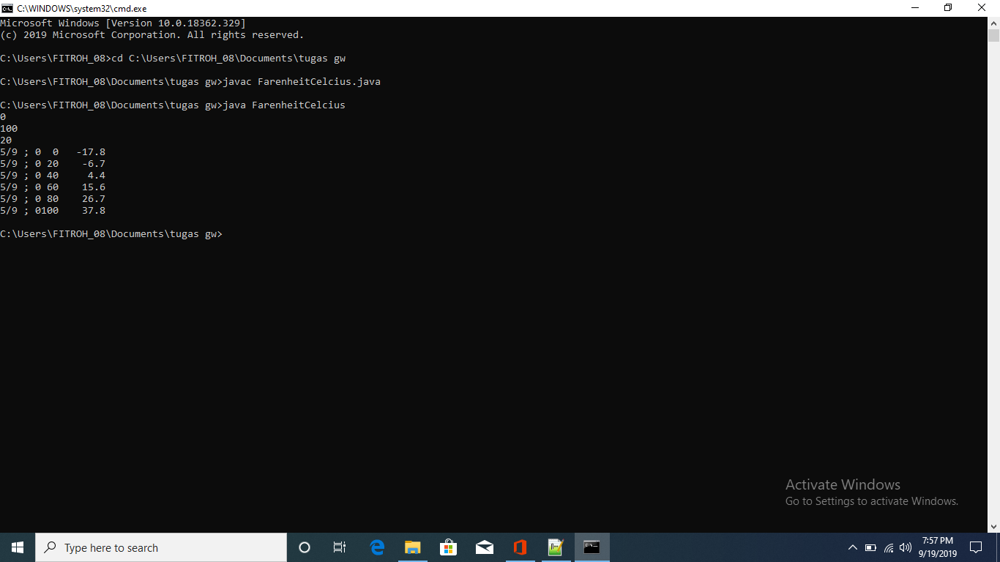 C:\WINDOWS\system32\cmd.exe
Microsoft Windows [Version 10.0.18362.329]
(c) 2019 Microsoft Corporation. All rights reserved.
C:\Users\FITROH_08>cd C:\Users\FITROH_08\Documents\tugas gw
C:\Users\FITROH_08\Documents\tugas gw>javac FarenheitCelcius.java
C:\Users\FITROH_08\Documents\tugas gw>java FarenheitCelcius
0
100
20
5/9 ; 0  0   -17.8
5/9 ; 0 20    -6.7
5/9 ; 0 40     4.4
5/9 ; 0 60    15.6
5/9 ; 0 80    26.7
5/9 ; 0100    37.8
C:\Users\FITROH_08\Documents\tugas gw>
Activate Windows
Go to Settings to activate Windows.
Type here to search
7:57 PM
9/19/2019